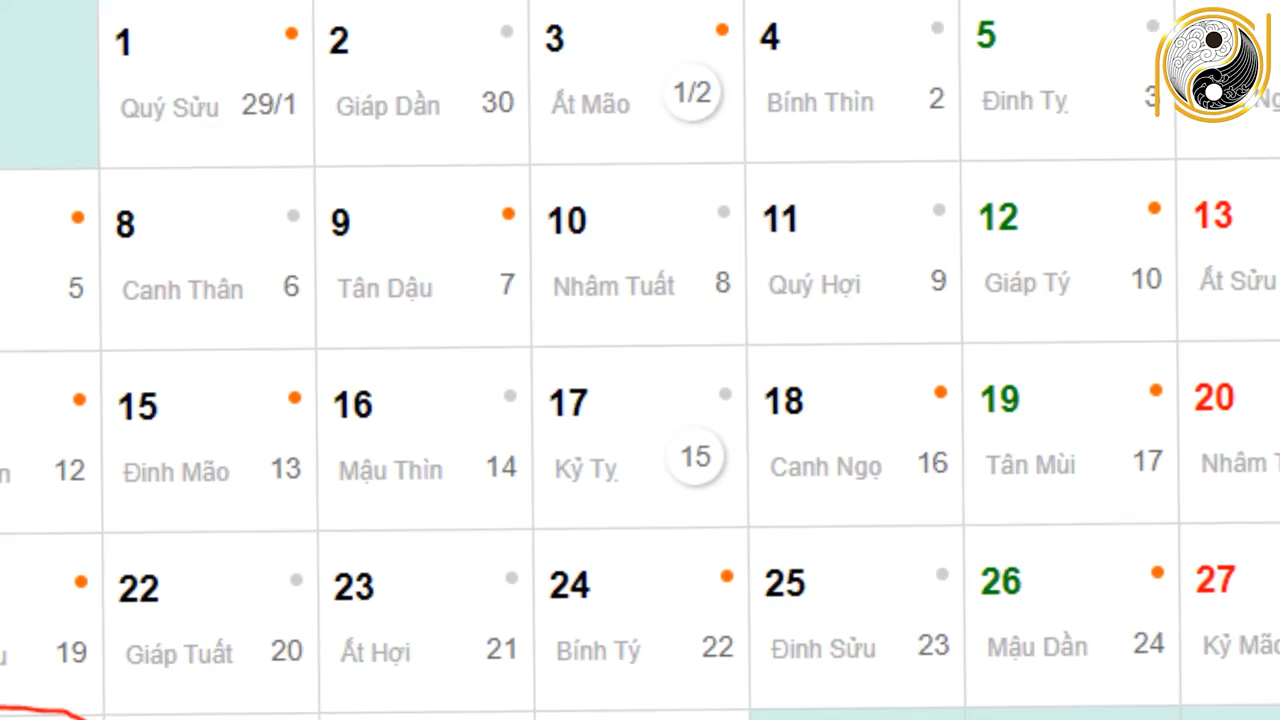 1 2 3 4 5
Quý Sửu 29/1 Giáp Dần 30 Ất Mão 1/2 Bính Thìn 2 Đinh Tỵ 3
8 9 10 11 12 13
5 Canh Thân 6 Tân Dậu 7 Nhâm Tuất 8 Quý Hợi 9 Giáp Tý 10 Ất Sửu
15 16 17 18 19 20
12 Đinh Mão 13 Mậu Thìn 14 Kỷ Tỵ 15 Canh Ngọ 16 Tân Mùi 17 Nhâm
22 23 24 25 26 27
19 Giáp Tuất 20 Ất Hợi 21 Bính Tý 22 Đinh Sửu 23 Mậu Dần 24 Kỷ Mão